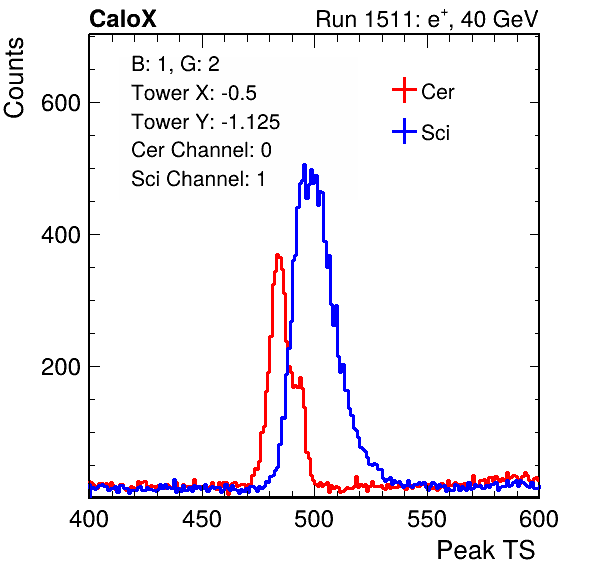 CaloX Run 1511: e⁺, 40 GeV
Counts
B: 1, G: 2
Tower X: -0.5
Tower Y: -1.125
Cer Channel: 0
Sci Channel: 1
Cer
Sci
600
400
200
400 450 500 550 600
Peak TS